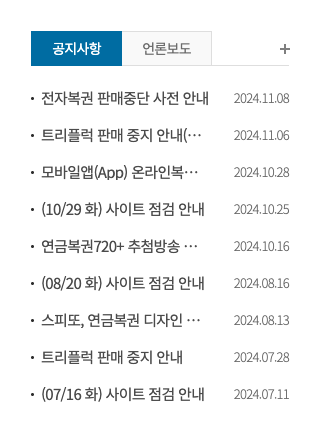 공지사항 언론보도 +
• 전자복권 판매중단 사전 안내 2024.11.08
• 트리플럭 판매 중지 안내(··· 2024.11.06
• 모바일앱(App) 온라인복··· 2024.10.28
• (10/29 화) 사이트 점검 안내 2024.10.25
• 연금복권720+ 추첨방송 ··· 2024.10.16
• (08/20 화) 사이트 점검 안내 2024.08.16
• 스피또, 연금복권 디자인 ··· 2024.08.13
• 트리플럭 판매 중지 안내 2024.07.28
• (07/16 화) 사이트 점검 안내 2024.07.11